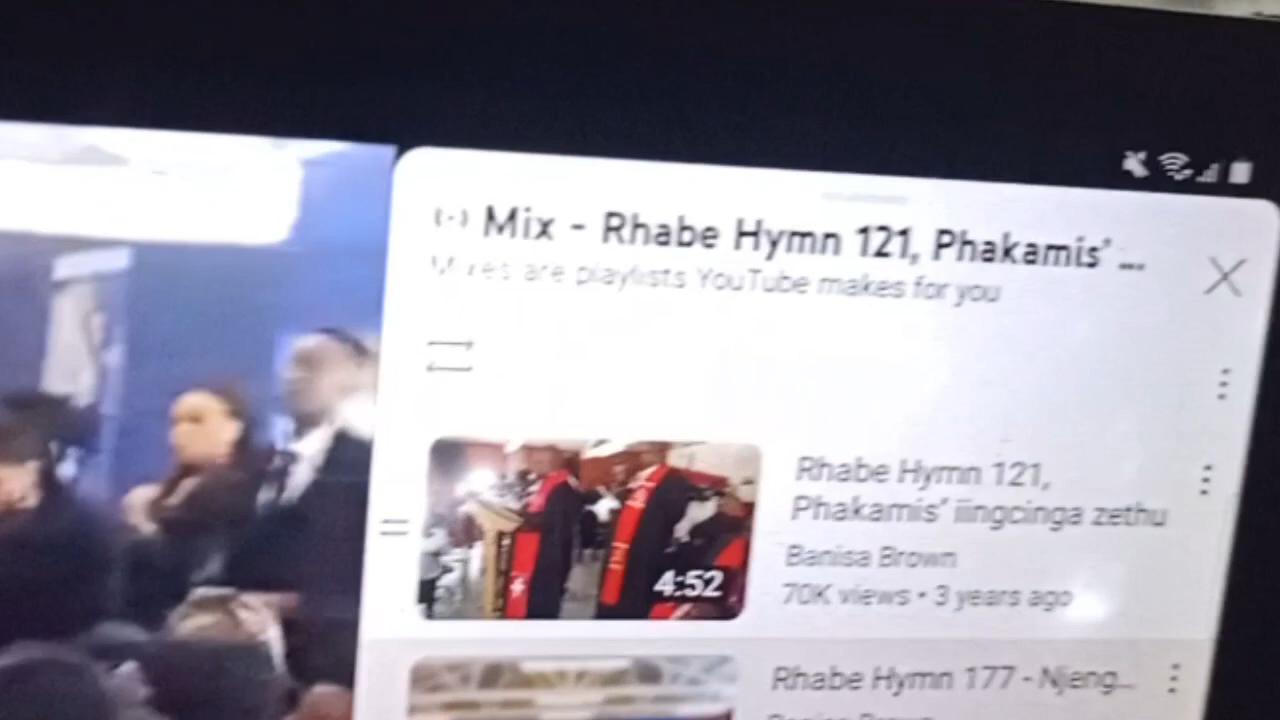 Mix - Rhabe Hymn 121, Phakamis' ...
Mixes are playlists YouTube makes for you
Rhabe Hymn 121,
Phakamis' iingcinga zethu
Banisa Brown
70K views • 3 years ago
4:52
Rhabe Hymn 177 - Njeng...